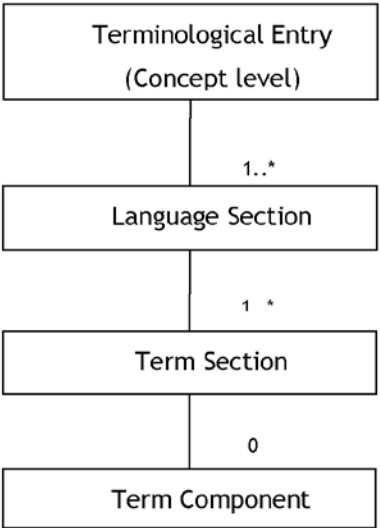 Terminological Entry
(Concept level)
1..*
Language Section
1 *
Term Section
0
Term Component